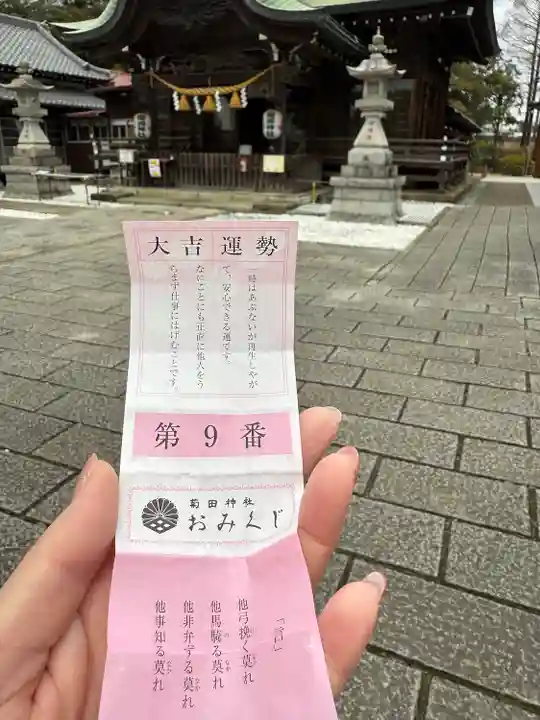 大吉運勢
一時はあぶないが再生しやが
て、安心できる運です。
なにごとにも正直に他人をう
らまず仕事にはげむことです。
第9番
菊田神社
おみくじ
「言」
他弓挽く莫れ
他馬騎る莫れ
他非弁ずる莫れ
他事知る莫れ